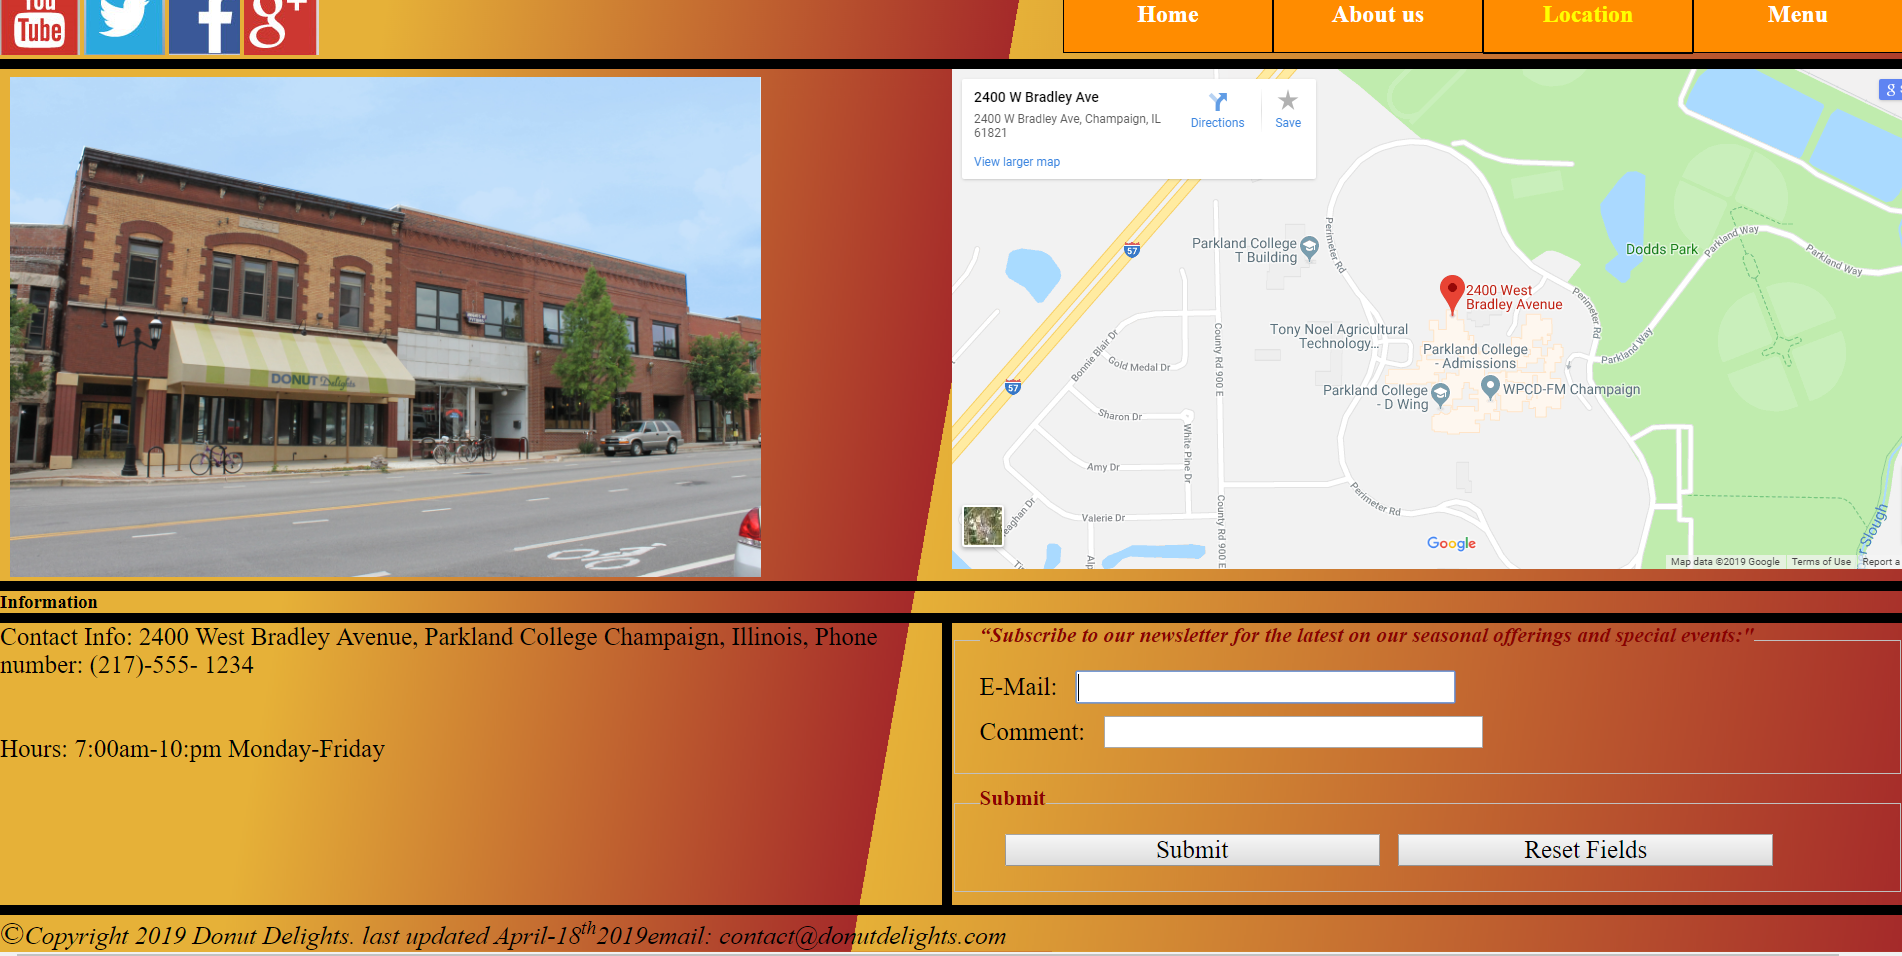 You
Tube
g+
Home
About us
Location
Menu
DONUT Delights
2400 W Bradley Ave
2400 W Bradley Ave, Champaign, IL
61821
Directions
Save
View larger map
g
57
57
Parkland College
T Building
Perimeter Rd
Dodds Park
Parkland Way
Parkland Way
2400 West
Bradley Avenue
Perimeter Rd
Parkland Way
Tony Noel Agricultural
Technology...
Parkland College
- Admissions
Parkland College
- D Wing
WPCD-FM Champaign
Bonnie Blair Dr
Gold Medal Dr
County Rd 900 E
Sharon Dr
White Pine Dr
Amy Dr
Perimeter Rd
Valerie Dr
County Rd 900 E
eaghan Dr
Alp
r Slough
Google
Map data ©2019 Google
Terms of Use
Report a
Information
Contact Info: 2400 West Bradley Avenue, Parkland College Champaign, Illinois, Phone
number: (217)-555- 1234
Hours: 7:00am-10:pm Monday-Friday
“Subscribe to our newsletter for the latest on our seasonal offerings and special events:"
E-Mail:
Comment:
Submit
Submit
Reset Fields
©Copyright 2019 Donut Delights. last updated April-18th2019email: contact@donutdelights.com